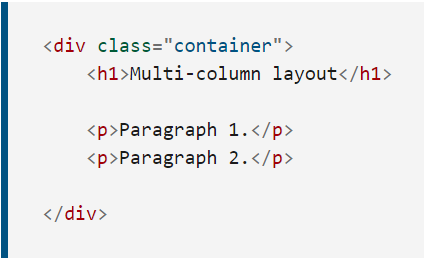 <div class="container">
    <h1>Multi-column layout</h1>
    <p>Paragraph 1.</p>
    <p>Paragraph 2.</p>
</div>